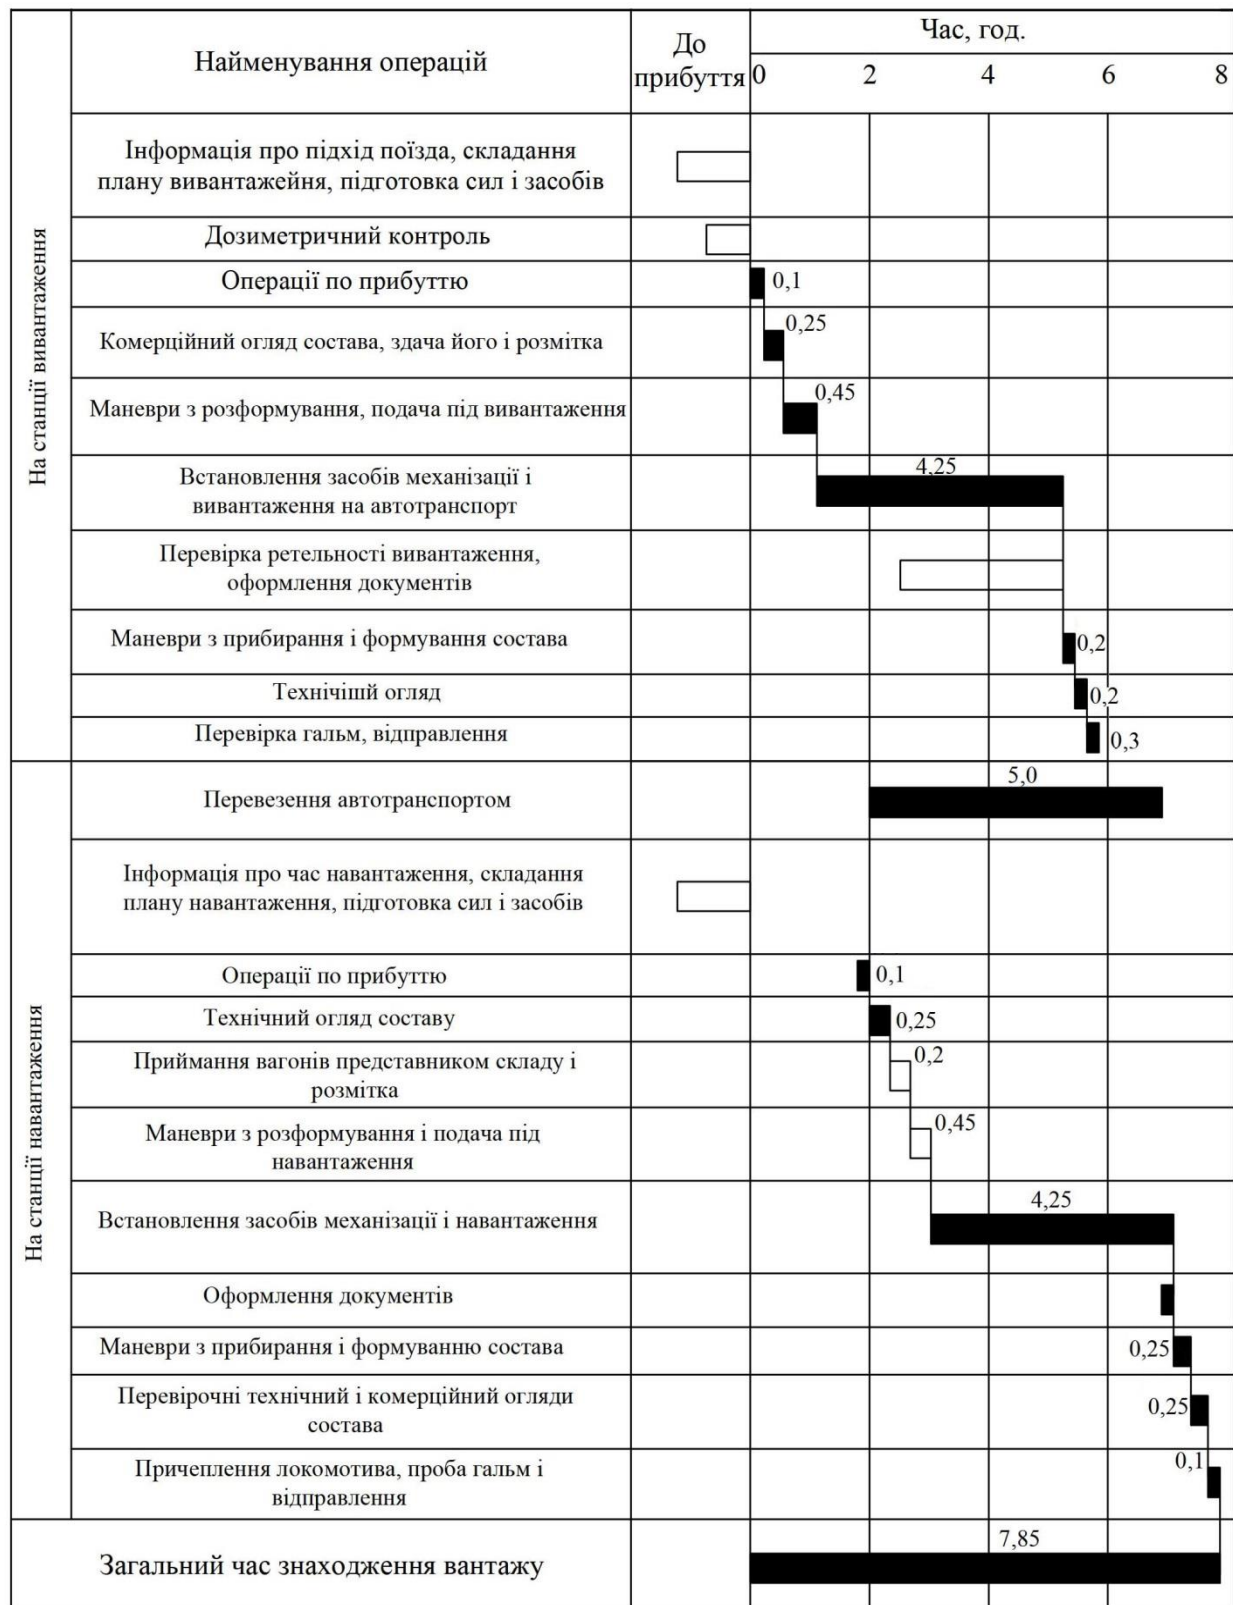 Найменування операцій
До
прибуття
Час, год.
0 2 4 6 8
На станції вивантаження
Інформація про підхід поїзда, складання
плану вивантажейня, підготовка сил і засобів
Дозиметричний контроль
Операції по прибуттю
0,1
Комерційний огляд состава, здача його і розмітка
0,25
Маневри з розформування, подача під вивантаження
0,45
Встановлення засобів механізації і
вивантаження на автотранспорт
4,25
Перевірка ретельності вивантаження,
оформлення документів
Маневри з прибирання і формування состава
0,2
Технічішй огляд
0,2
Перевірка гальм, відправлення
0,3
На станції навантаження
Перевезення автотранспортом
5,0
Інформація про час навантаження, складання
плану навантаження, підготовка сил і засобів
Операції по прибуттю
0,1
Технічний огляд составу
0,25
Приймання вагонів представником складу і
розмітка
0,2
Маневри з розформування і подача під
навантаження
0,45
Встановлення засобів механізації і навантаження
4,25
Оформлення документів
Маневри з прибирання і формуванню состава
0,25
Перевірочні технічний і комерційний огляди
состава
0,25
Причеплення локомотива, проба гальм і
відправлення
0,1
Загальний час знаходження вантажу
7,85